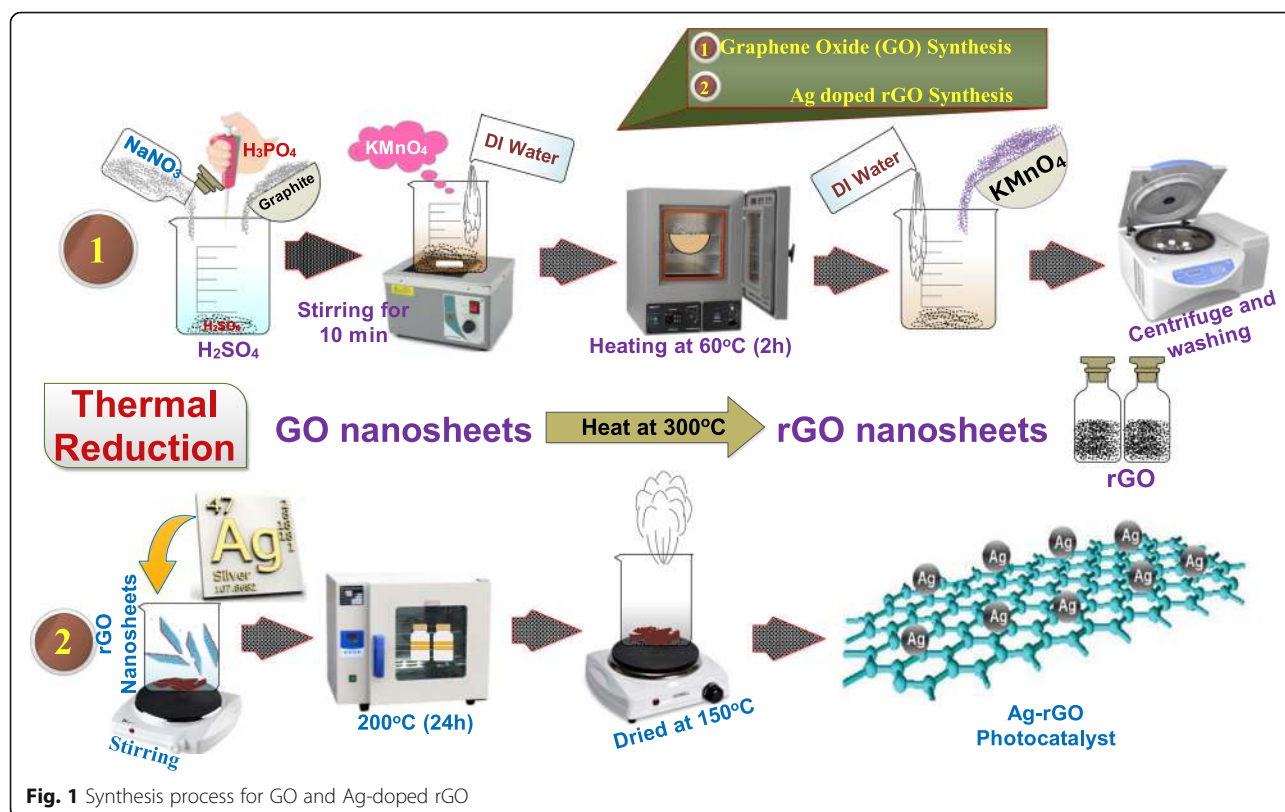 1 Graphene Oxide (GO) Synthesis
2 Ag doped rGO Synthesis
NaNO3
H3PO4
Graphite
H2SO4
H2SO4
1
Stirring for
10 min
KMnO4
DI Water
Heating at 60°C (2h)
DI Water
KMnO4
Centrifuge and
washing
Thermal
Reduction
GO nanosheets
Heat at 300°C
rGO nanosheets
rGO
2
47
Ag
Silver
rGO
Nanosheets
Stirring
200°C (24h)
Dried at 150°C
Ag
Ag
Ag
Ag
Ag
Ag
Ag
Ag
Ag
Ag
Ag-rGO
Photocatalyst
Fig. 1 Synthesis process for GO and Ag-doped rGO